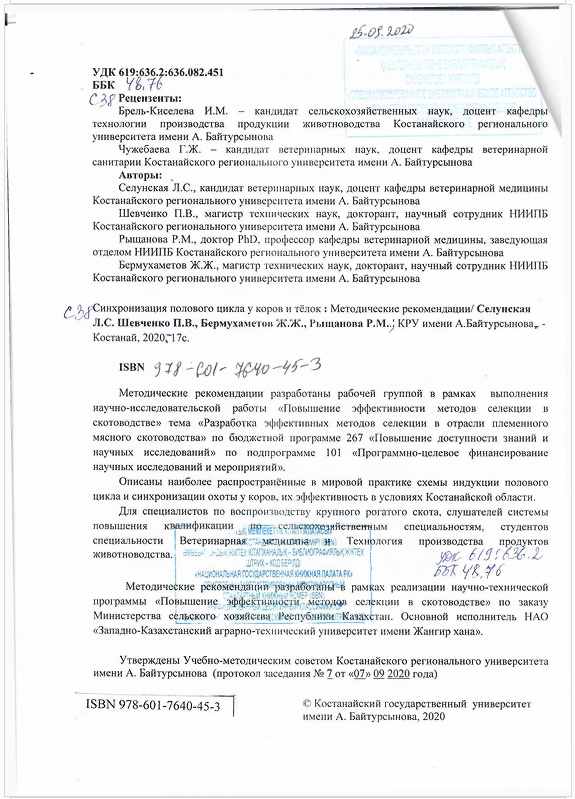 25-09.2020
УДК 619:636.2:636.082.451
ББК 48.76
С38 Рецензенты:
Брель-Киселева И.М. – кандидат сельскохозяйственных наук, доцент кафедры
технологии производства продукции животноводства Костанайского регионального
университета имени А. Байтурсынова
Чужебаева Г.Ж. – кандидат ветеринарных наук, доцент кафедры ветеринарной
санитарии Костанайского регионального университета имени А. Байтурсынова
Авторы:
Селунская Л.С., кандидат ветеринарных наук, доцент кафедры ветеринарной медицины
Костанайского регионального университета имени А. Байтурсынова
Шевченко П.В., магистр технических наук, докторант, научный сотрудник НИИПБ
Костанайского регионального университета имени А. Байтурсынова
Рыщанова Р.М., доктор PhD, профессор кафедры ветеринарной медицины, заведующая
отделом НИИПБ Костанайского регионального университета имени А. Байтурсынова
Бермухаметов Ж.Ж., магистр технических наук, докторант, научный сотрудник НИИПБ
Костанайского регионального университета имени А. Байтурсынова
С38 Синхронизация полового цикла у коров и тёлок : Методические рекомендации/ Селунская
Л.С. Шевченко П.В., Бермухаметов Ж.Ж., Рыщанова Р.М.; КРУ имени А.Байтурсынова, -
Костанай, 2020,-17с.
ISBN 978-601-7640-45-3
Методические рекомендации разработаны рабочей группой в рамках выполнения
научно-исследовательской работы «Повышение эффективности методов селекции в
скотоводстве» тема «Разработка эффективных методов селекции в отрасли племенного
мясного скотоводства» по бюджетной программе 267 «Повышение доступности знаний и
научных исследований» по подпрограмме 101 «Программно-целевое финансирование
научных исследований и мероприятий».
Описаны наиболее распространённые в мировой практике схемы индукции полового
цикла и синхронизации охоты у коров, их эффективность в условиях Костанайской области.
Для специалистов по воспроизводству крупного рогатого скота, слушателей системы
повышения квалификации по сельскохозяйственным специальностям, студентов
специальности Ветеринарная медицина и Технология производства продуктов
животноводства.
УДК 619:636.2
ББК 48,76
«НАЦИОНАЛЬНАЯ ГОСУДАРСТВЕННАЯ КНИЖНАЯ ПАЛАТА РК»
Методические рекомендации разработаны в рамках реализации научно-технической
программы «Повышение эффективности методов селекции в скотоводстве» по заказу
Министерства сельского хозяйства Республики Казахстан. Основной исполнитель НАО
«Западно-Казахстанский аграрно-технический университет имени Жангир хана».
Утверждены Учебно-методическим советом Костанайского регионального университета
имени А. Байтурсынова (протокол заседания № 7 от «07» 09 2020 года)
ISBN 978-601-7640-45-3
© Костанайский государственный университет
имени А. Байтурсынова, 2020